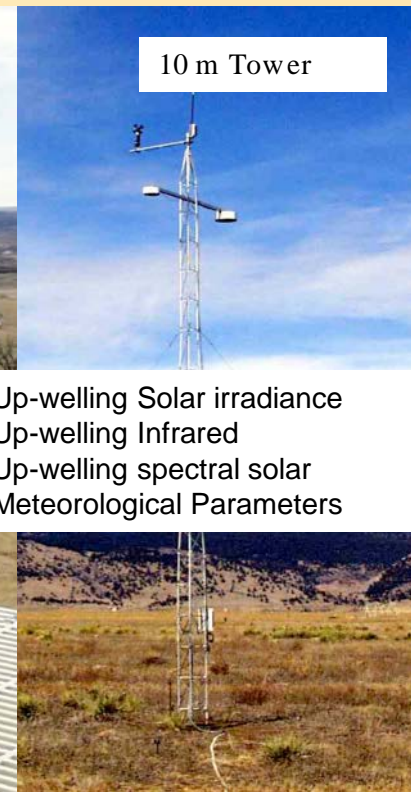 10 m Tower
Up-welling Solar irradiance
Up-welling Infrared
Up-welling spectral solar
Meteorological Parameters